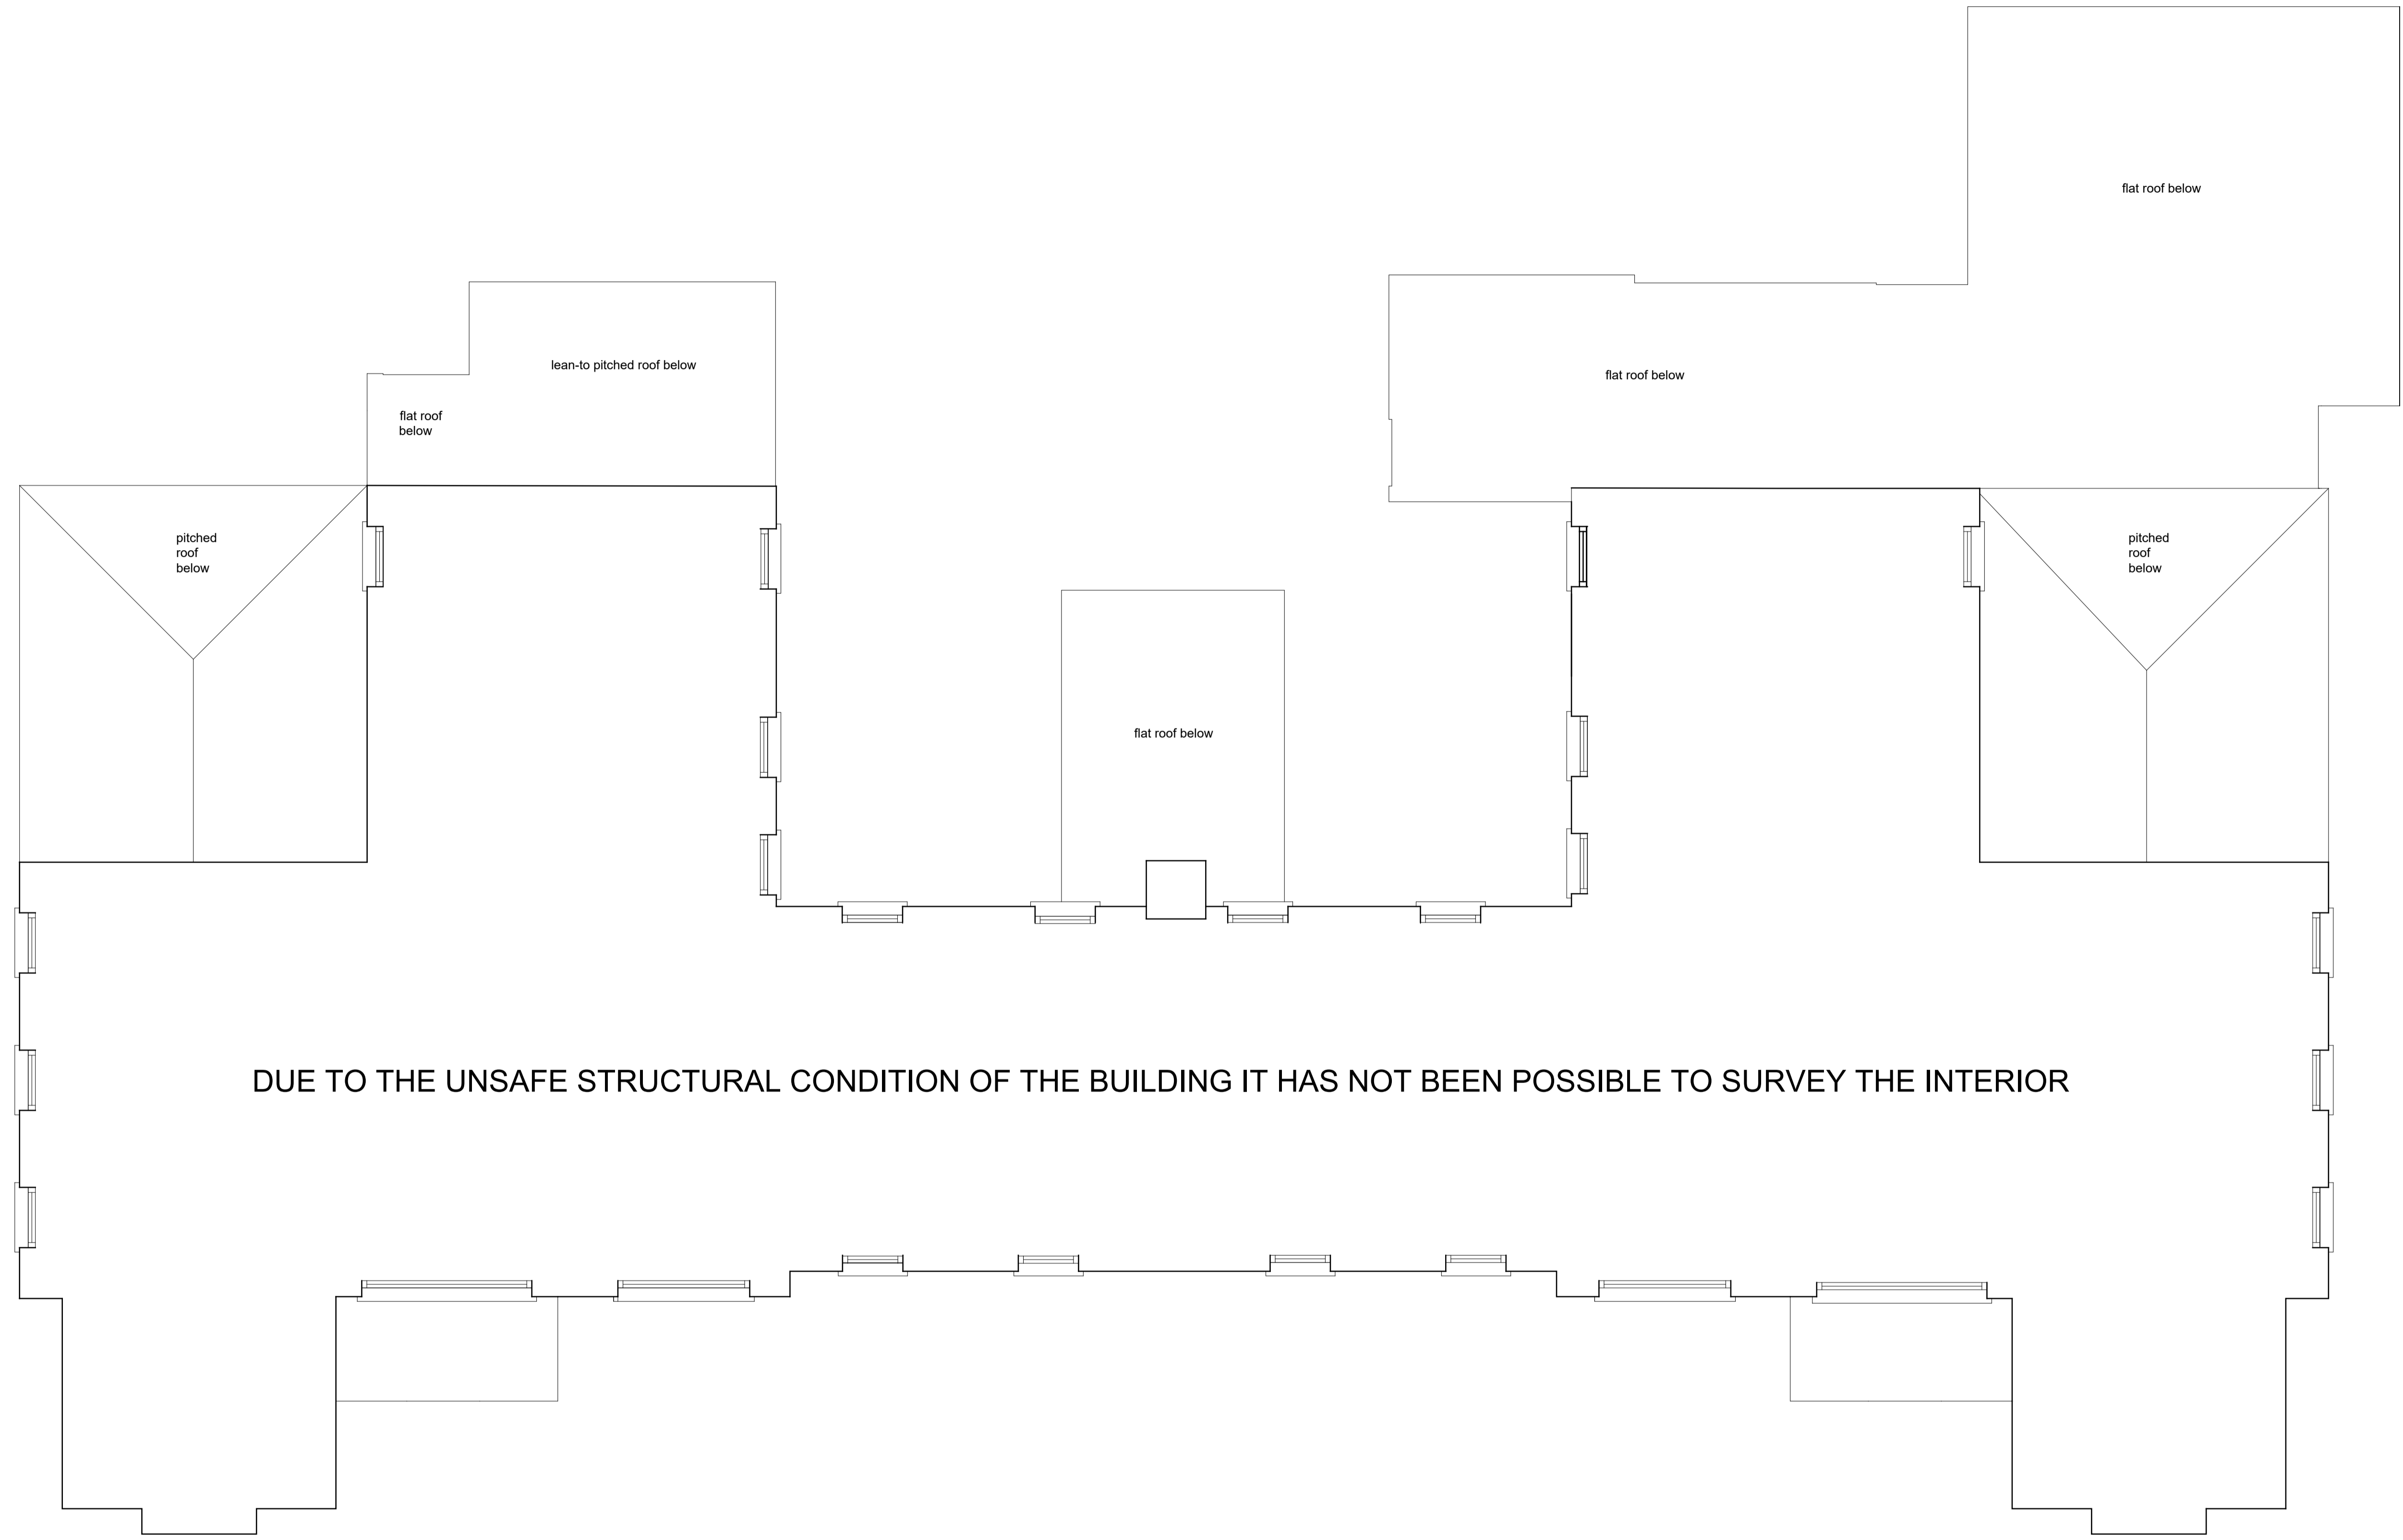 flat roof below
lean-to pitched roof below
flat roof below
flat roof
below
pitched
roof
below
pitched
roof
below
flat roof below
DUE TO THE UNSAFE STRUCTURAL CONDITION OF THE BUILDING IT HAS NOT BEEN POSSIBLE TO SURVEY THE INTERIOR